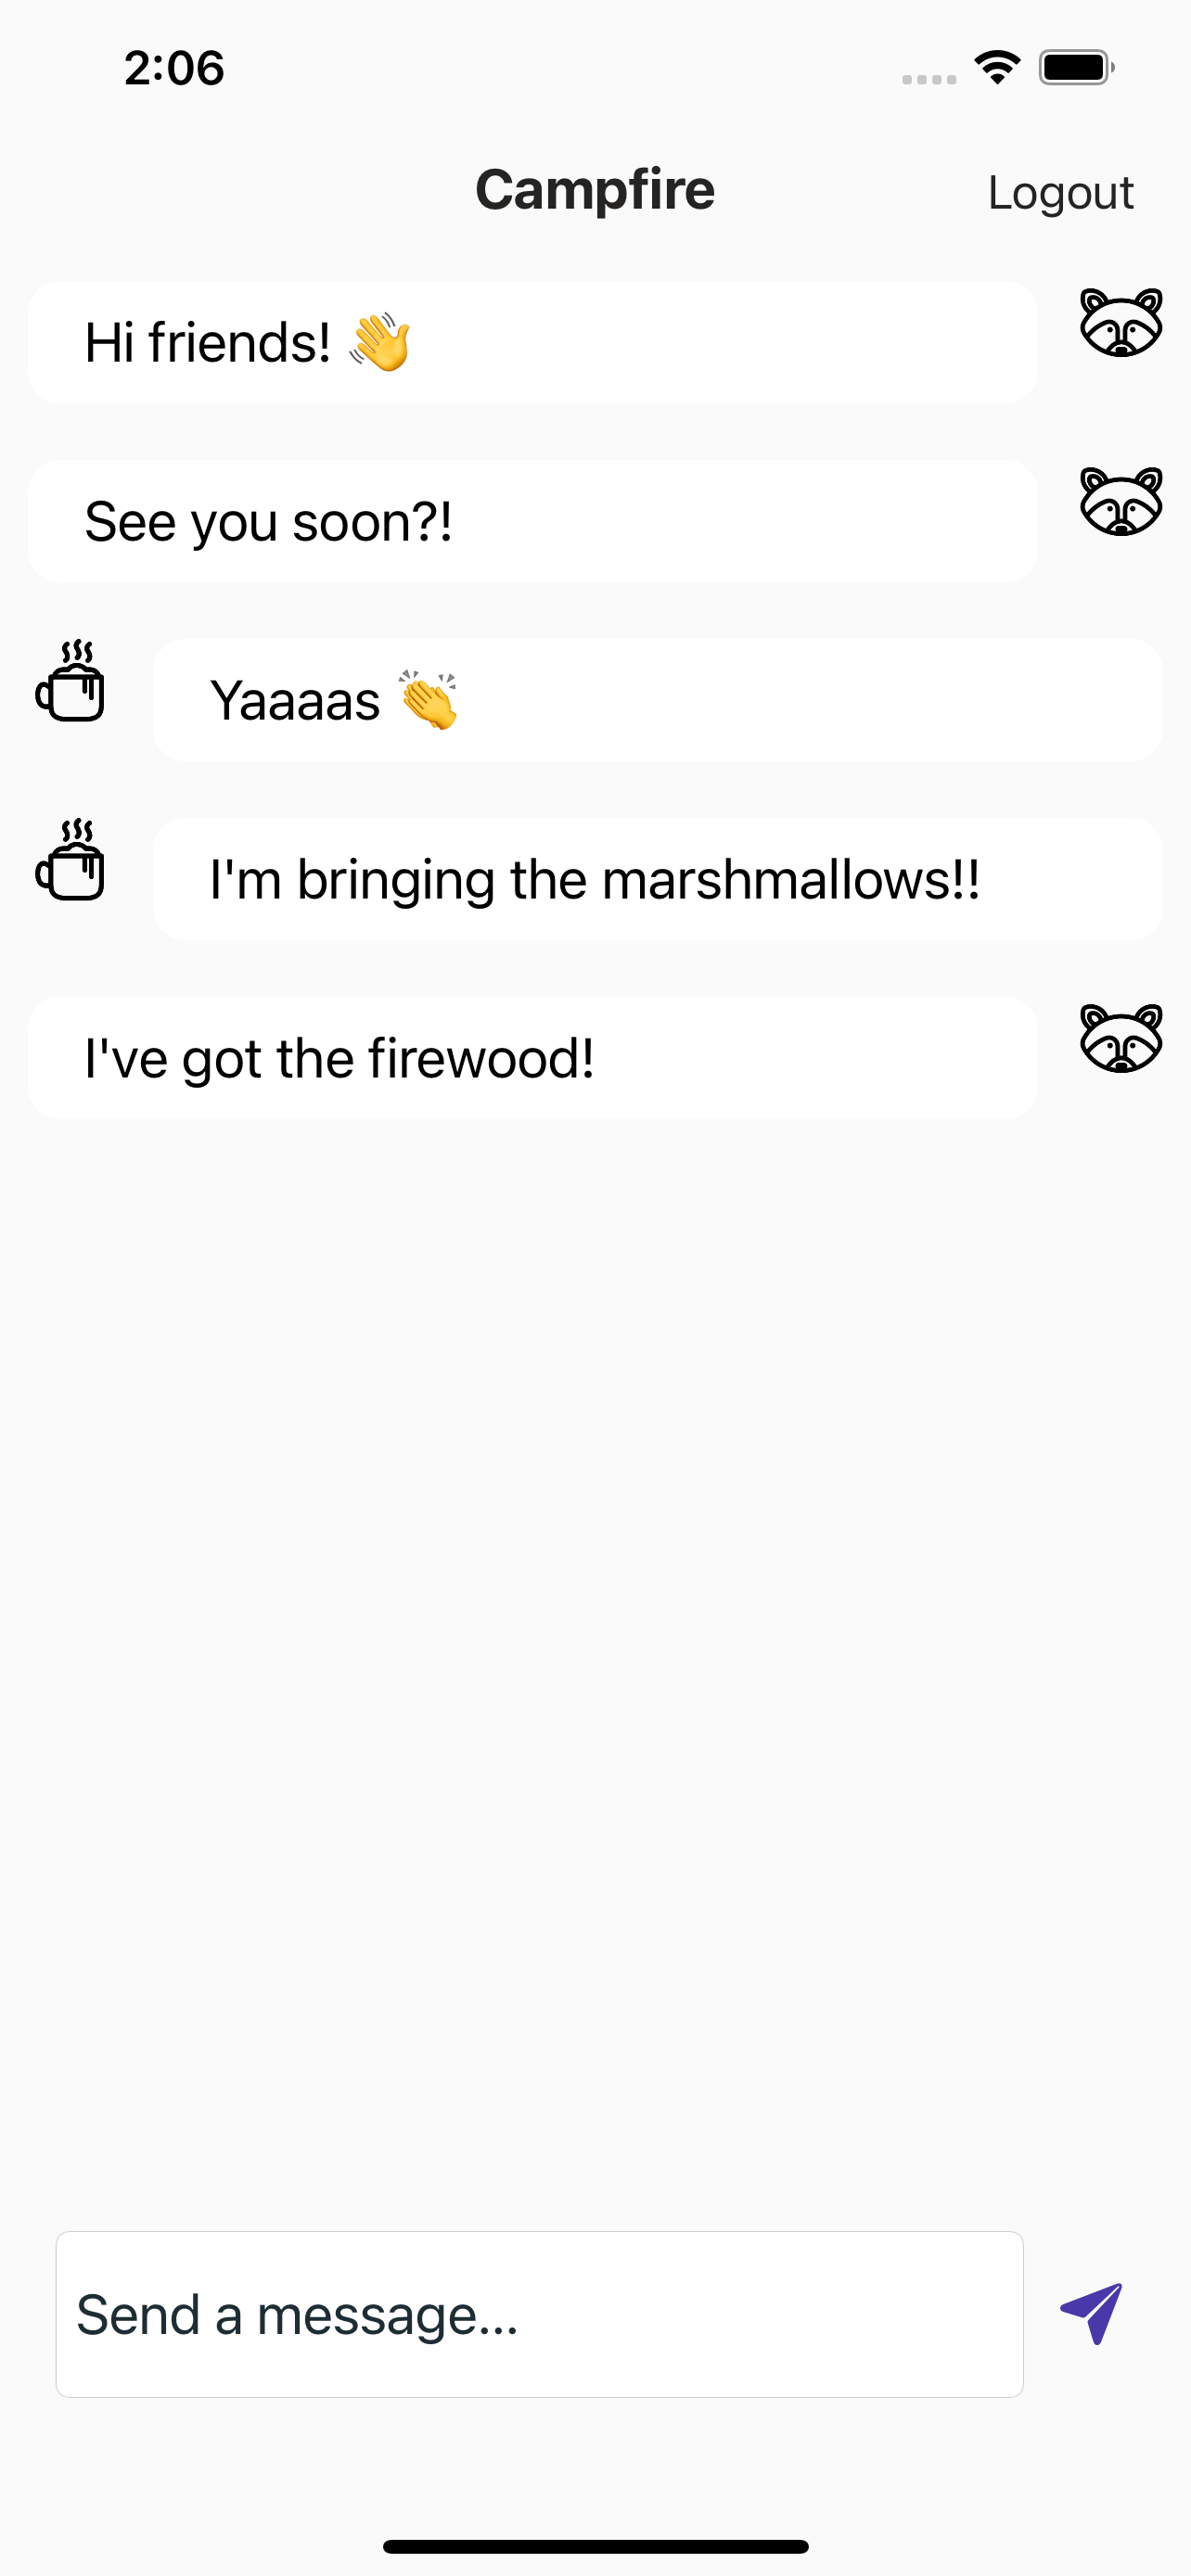 2:06
Campfire
Logout
Hi friends! 👋
See you soon?!
Yaaaas 👏
I'm bringing the marshmallows!!
I've got the firewood!
Send a message...